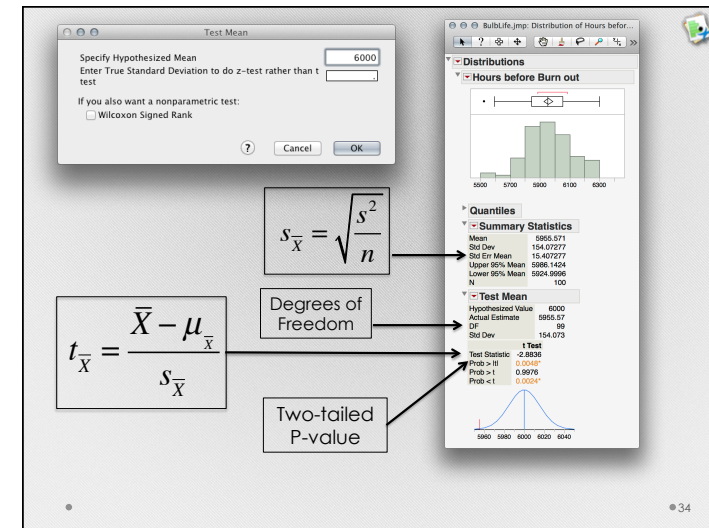 Test Mean
Specify Hypothesized Mean 6000
Enter True Standard Deviation to do z-test rather than t
test .
If you also want a nonparametric test:
Wilcoxon Signed Rank
? Cancel OK
BulbLife.jmp: Distribution of Hours befor...
Distributions
Hours before Burn out
5500 5700 5900 6100 6300
Quantiles
Summary Statistics
Mean 5955.571
Std Dev 154.07277
Std Err Mean 15.407277
Upper 95% Mean 5986.1424
Lower 95% Mean 5924.9996
N 100
Test Mean
Hypothesized Value 6000
Actual Estimate 5955.57
DF 99
Std Dev 154.073
t Test
Test Statistic -2.8836
Prob > |t| 0.0048*
Prob > t 0.9976
Prob < t 0.0024*
5960 5980 6000 6020 6040
s_X̅ = √(s²/n)
Degrees of
Freedom
t_X̅ = (X̅ − μ_X̅) / s_X̅
Two-tailed
P-value
34